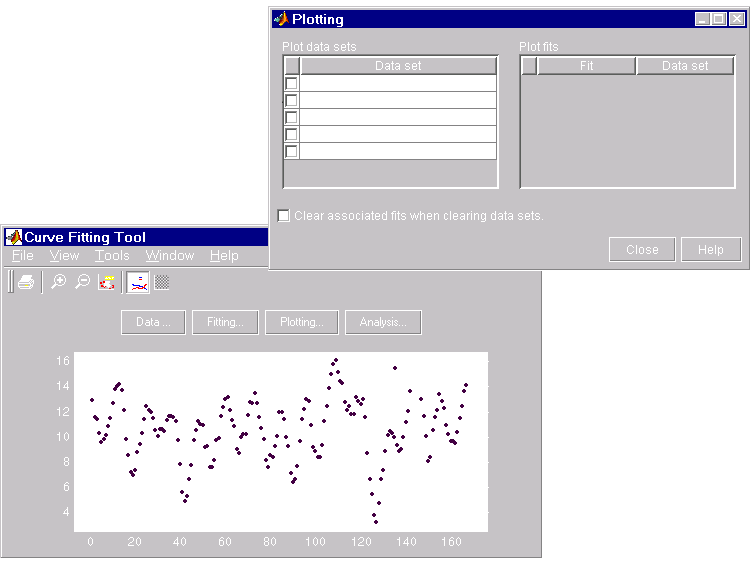 Plotting
Plot data sets
Plot fits
Data set
Fit
Data set
Clear associated fits when clearing data sets.
Close
Help
Curve Fitting Tool
File View Tools Window Help
Data ...
Fitting...
Plotting...
Analysis...
16
14
12
10
8
6
4
0 20 40 60 80 100 120 140 160